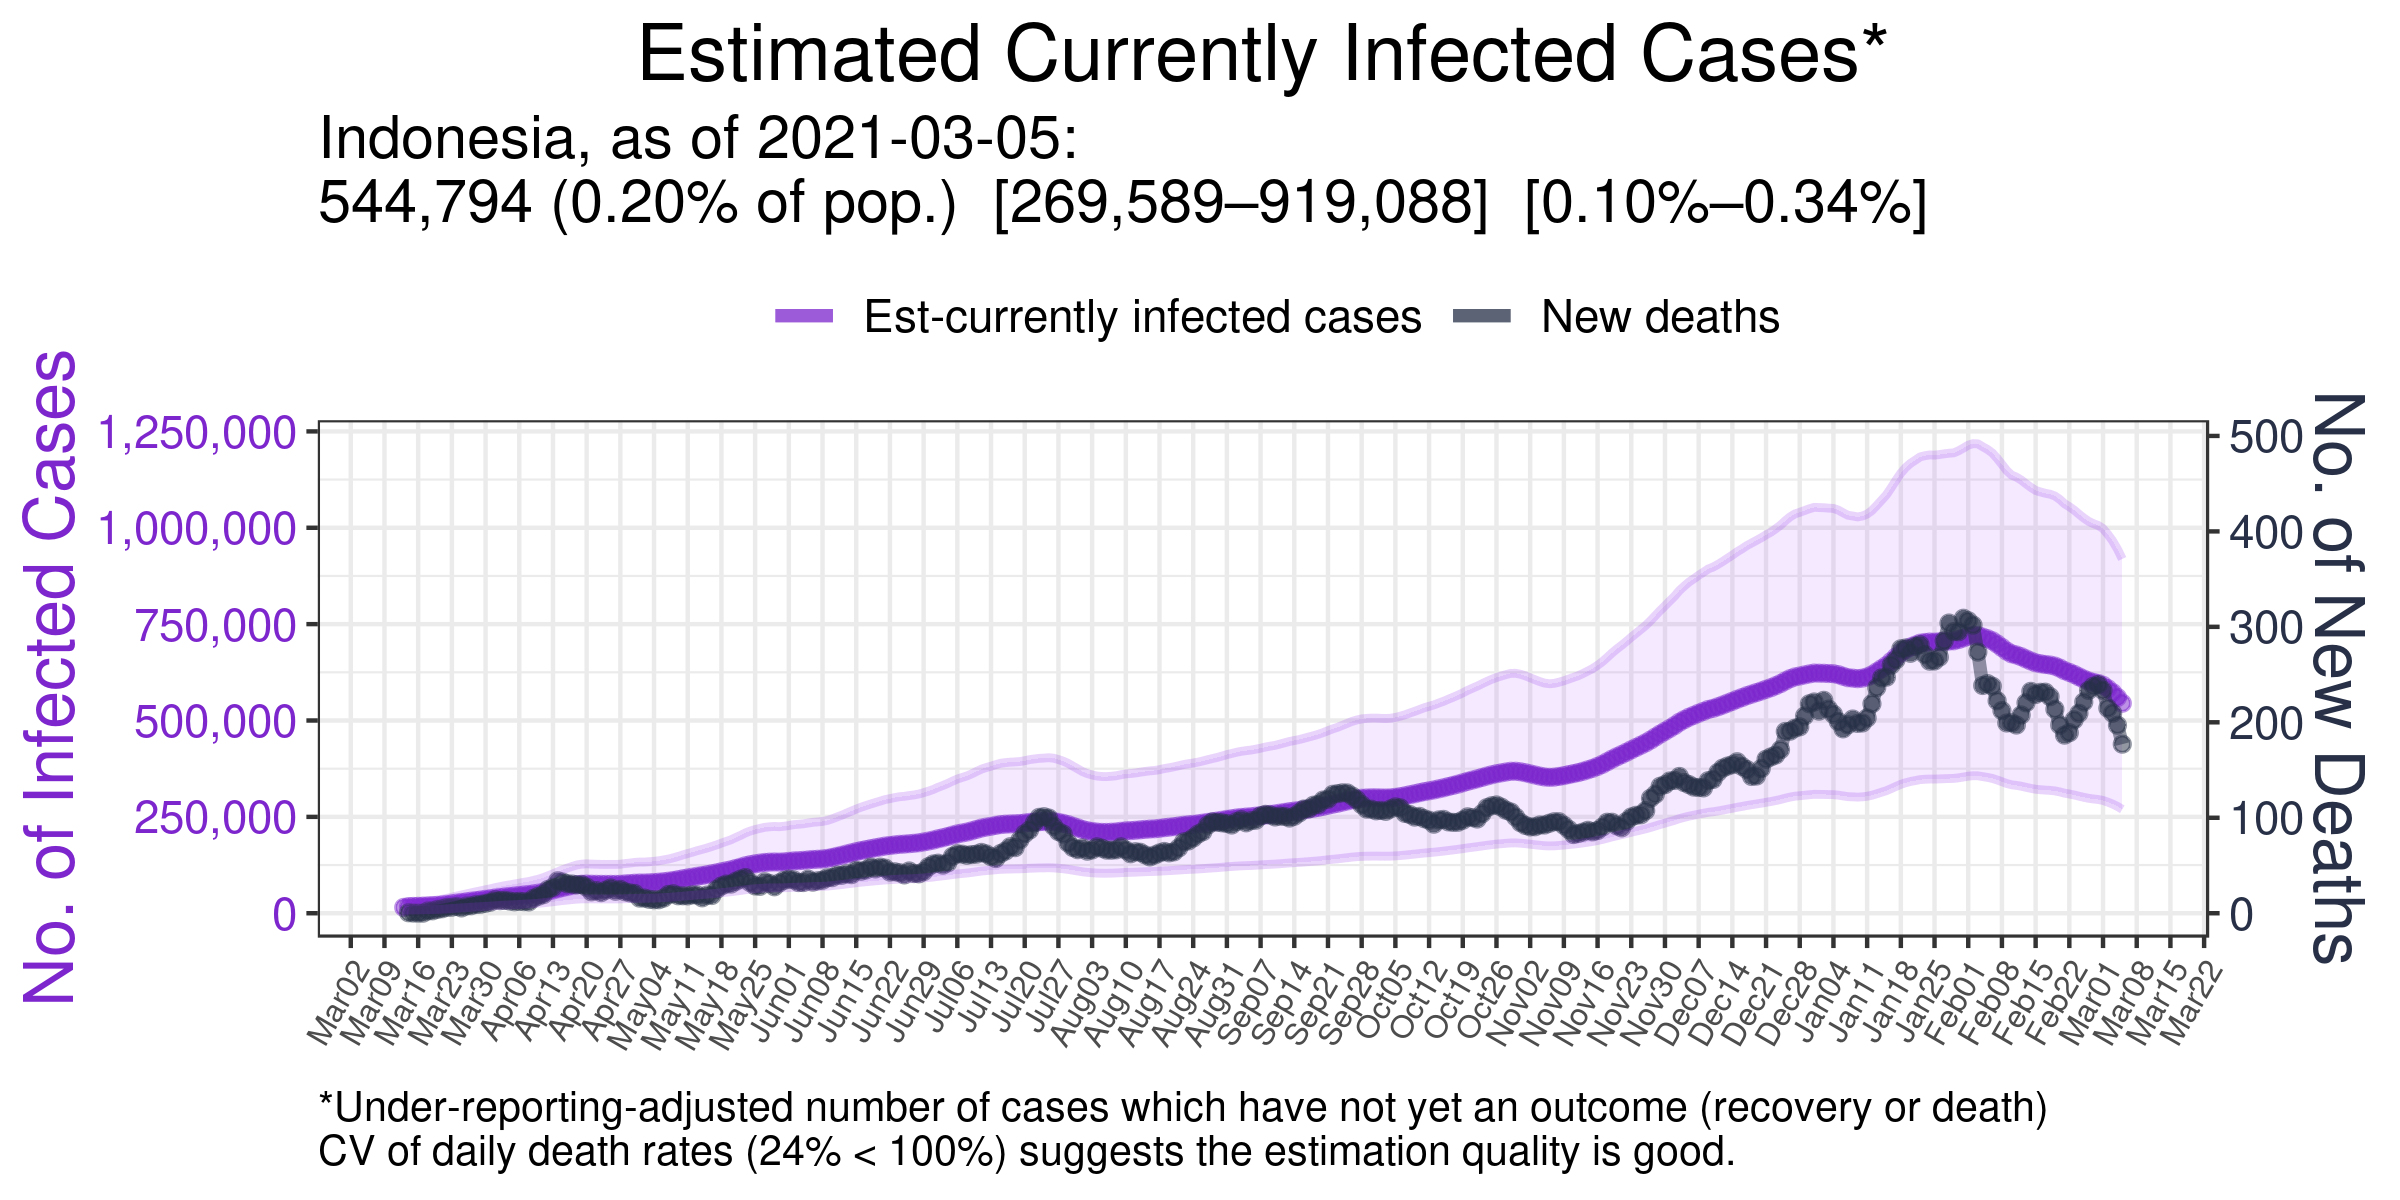 Estimated Currently Infected Cases*
Indonesia, as of 2021-03-05:
544,794 (0.20% of pop.) [269,589–919,088] [0.10%–0.34%]
Est-currently infected cases
New deaths
No. of Infected Cases
1,250,000
1,000,000
750,000
500,000
250,000
0
500
400
300
200
100
0
No. of New Deaths
Mar02
Mar09
Mar16
Mar23
Mar30
Apr06
Apr13
Apr20
Apr27
May04
May11
May18
May25
Jun01
Jun08
Jun15
Jun22
Jun29
Jul06
Jul13
Jul20
Jul27
Aug03
Aug10
Aug17
Aug24
Aug31
Sep07
Sep14
Sep21
Sep28
Oct05
Oct12
Oct19
Oct26
Nov02
Nov09
Nov16
Nov23
Nov30
Dec07
Dec14
Dec21
Dec28
Jan04
Jan11
Jan18
Jan25
Feb01
Feb08
Feb15
Feb22
Mar01
Mar08
Mar15
Mar22
*Under-reporting-adjusted number of cases which have not yet an outcome (recovery or death)
CV of daily death rates (24% < 100%) suggests the estimation quality is good.